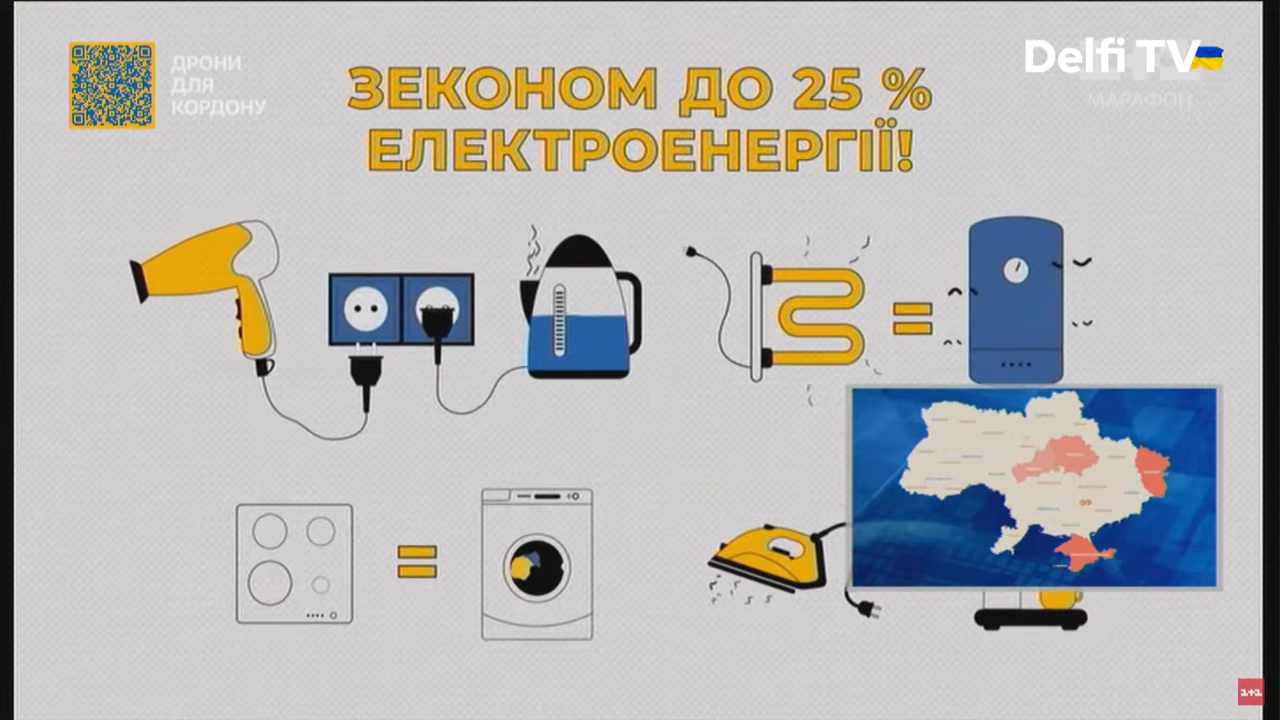 ДРОНИ
ДЛЯ
КОРДОНУ
ЗЕКОНОМ ДО 25 %
ЕЛЕКТРОЕНЕРГІЇ!
Delfi TV
МАРАФОН
1+1